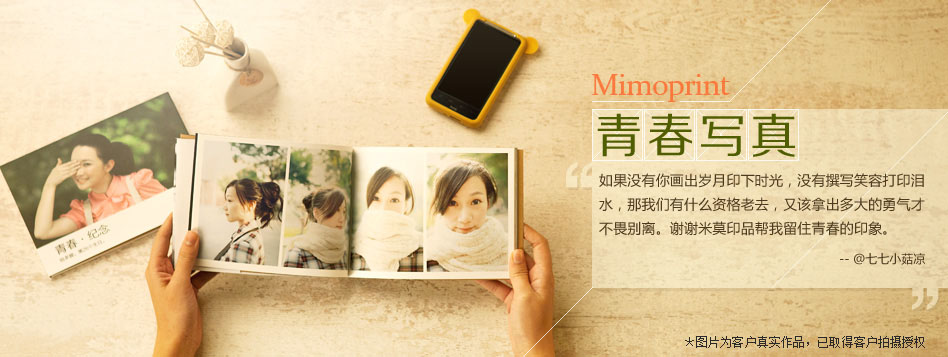 Mimoprint
青春写真
如果没有你画出岁月印下时光，没有撰写笑容打印泪
水，那我们有什么资格老去，又该拿出多大的勇气才
不畏别离。谢谢米莫印品帮我留住青春的印象。
-- @七七小菇凉
青春·纪念
＊图片为客户真实作品，已取得客户拍摄授权